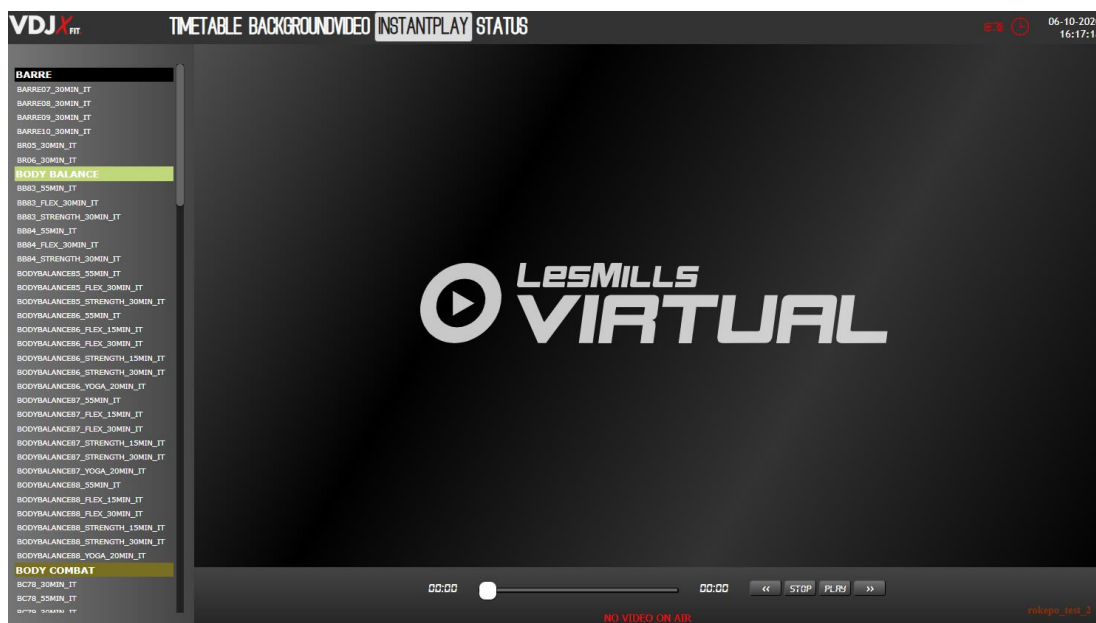 VDJX FIT
TIMETABLE BACKGROUNDVIDEO INSTANTPLAY STATUS
06-10-202
16:17:1
BARRE
BARRE07_30MIN_IT
BARRE08_30MIN_IT
BARRE09_30MIN_IT
BARRE10_30MIN_IT
BR05_30MIN_IT
BR06_30MIN_IT
BODY BALANCE
BB83_55MIN_IT
BB83_FLEX_30MIN_IT
BB83_STRENGTH_30MIN_IT
BB84_55MIN_IT
BB84_FLEX_30MIN_IT
BB84_STRENGTH_30MIN_IT
BODYBALANCE85_55MIN_IT
BODYBALANCE85_FLEX_30MIN_IT
BODYBALANCE85_STRENGTH_30MIN_IT
BODYBALANCE86_55MIN_IT
BODYBALANCE86_FLEX_15MIN_IT
BODYBALANCE86_FLEX_30MIN_IT
BODYBALANCE86_STRENGTH_15MIN_IT
BODYBALANCE86_STRENGTH_30MIN_IT
BODYBALANCE86_YOGA_20MIN_IT
BODYBALANCE87_55MIN_IT
BODYBALANCE87_FLEX_15MIN_IT
BODYBALANCE87_FLEX_30MIN_IT
BODYBALANCE87_STRENGTH_15MIN_IT
BODYBALANCE87_STRENGTH_30MIN_IT
BODYBALANCE87_YOGA_20MIN_IT
BODYBALANCE88_55MIN_IT
BODYBALANCE88_FLEX_15MIN_IT
BODYBALANCE88_FLEX_30MIN_IT
BODYBALANCE88_STRENGTH_15MIN_IT
BODYBALANCE88_STRENGTH_30MIN_IT
BODYBALANCE88_YOGA_20MIN_IT
BODY COMBAT
BC78_30MIN_IT
BC78_55MIN_IT
BC79_30MIN_IT
LesMills
VIRTUAL
00:00 00:00 << STOP PLAY >>
NO VIDEO ON AIR
rokepo_test_2